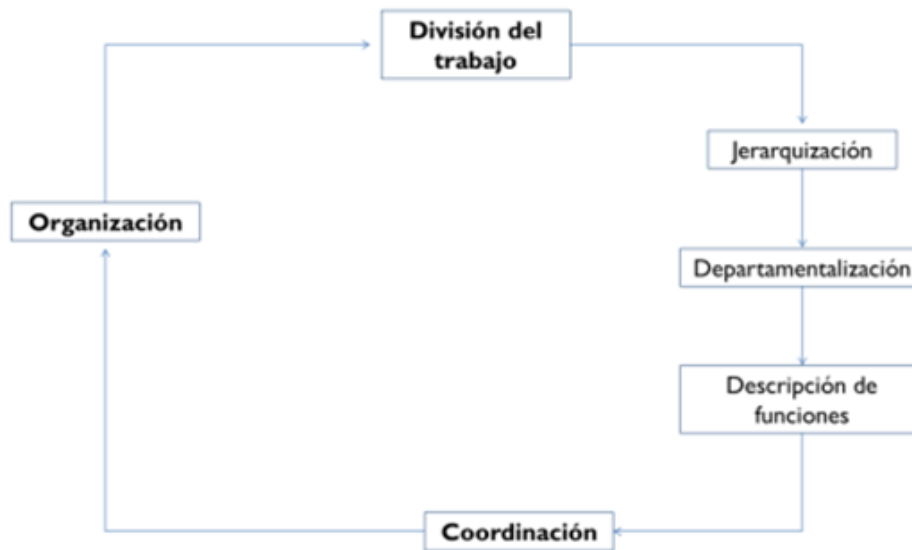 División del
trabajo
Jerarquización
Organización
Departamentalización
Descripción de
funciones
Coordinación